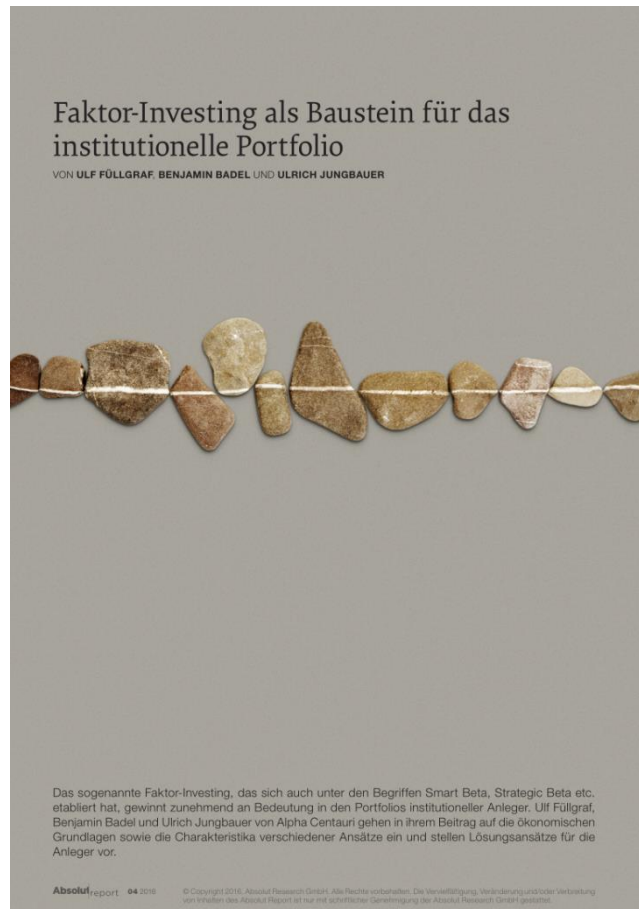 Faktor-Investing als Baustein für das
institutionelle Portfolio
VON ULF FÜLLGRAF, BENJAMIN BADEL UND ULRICH JUNGBAUER
Das sogenannte Faktor-Investing, das sich auch unter den Begriffen Smart Beta, Strategic Beta etc.
etabliert hat, gewinnt zunehmend an Bedeutung in den Portfolios institutioneller Anleger. Ulf Füllgraf,
Benjamin Badel und Ulrich Jungbauer von Alpha Centauri gehen in ihrem Beitrag auf die ökonomischen
Grundlagen sowie die Charakteristika verschiedener Ansätze ein und stellen Lösungsansätze für die
Anleger vor.
Absolut|report 04 2016 © Copyright 2016, Absolut Research GmbH. Alle Rechte vorbehalten. Die Vervielfältigung, Veränderung und/oder Verbreitung
von Inhalten des Absolut Report ist nur mit schriftlicher Genehmigung der Absolut Research GmbH gestattet.